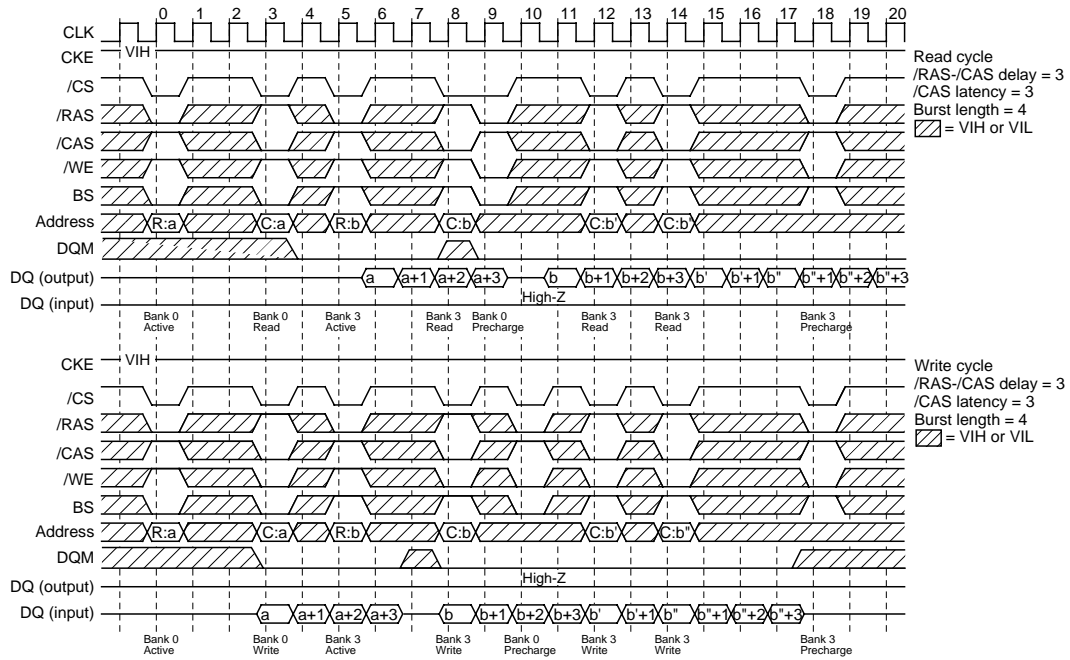 0 1 2 3 4 5 6 7 8 9 10 11 12 13 14 15 16 17 18 19 20
CLK
CKE VIH
/CS
/RAS
/CAS
/WE
BS
Address R:a C:a R:b C:b C:b' C:b"
DQM
DQ (output) a a+1 a+2 a+3 b b+1 b+2 b+3 b' b'+1 b" b"+1 b"+2 b"+3
High-Z
DQ (input)
Bank 0 Active
Bank 0 Read
Bank 3 Active
Bank 3 Read
Bank 0 Precharge
Bank 3 Read
Bank 3 Read
Bank 3 Precharge
Read cycle
/RAS-/CAS delay = 3
/CAS latency = 3
Burst length = 4
= VIH or VIL
CKE VIH
/CS
/RAS
/CAS
/WE
BS
Address R:a C:a R:b C:b C:b' C:b"
DQM
High-Z
DQ (output)
DQ (input) a a+1 a+2 a+3 b b+1 b+2 b+3 b' b'+1 b" b"+1 b"+2 b"+3
Bank 0 Active
Bank 0 Write
Bank 3 Active
Bank 3 Write
Bank 0 Precharge
Bank 3 Write
Bank 3 Write
Bank 3 Precharge
Write cycle
/RAS-/CAS delay = 3
/CAS latency = 3
Burst length = 4
= VIH or VIL